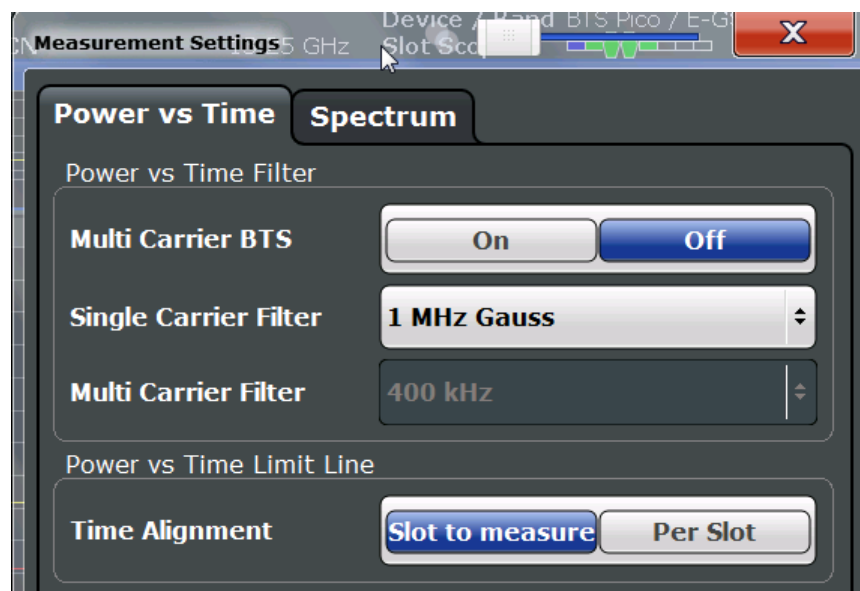 Device / Band BTS Pico / E-G
Measurement Settings
GHz
Slot Sco
Power vs Time
Spectrum
Power vs Time Filter
Multi Carrier BTS
On
Off
Single Carrier Filter
1 MHz Gauss
Multi Carrier Filter
400 kHz
Power vs Time Limit Line
Time Alignment
Slot to measure
Per Slot